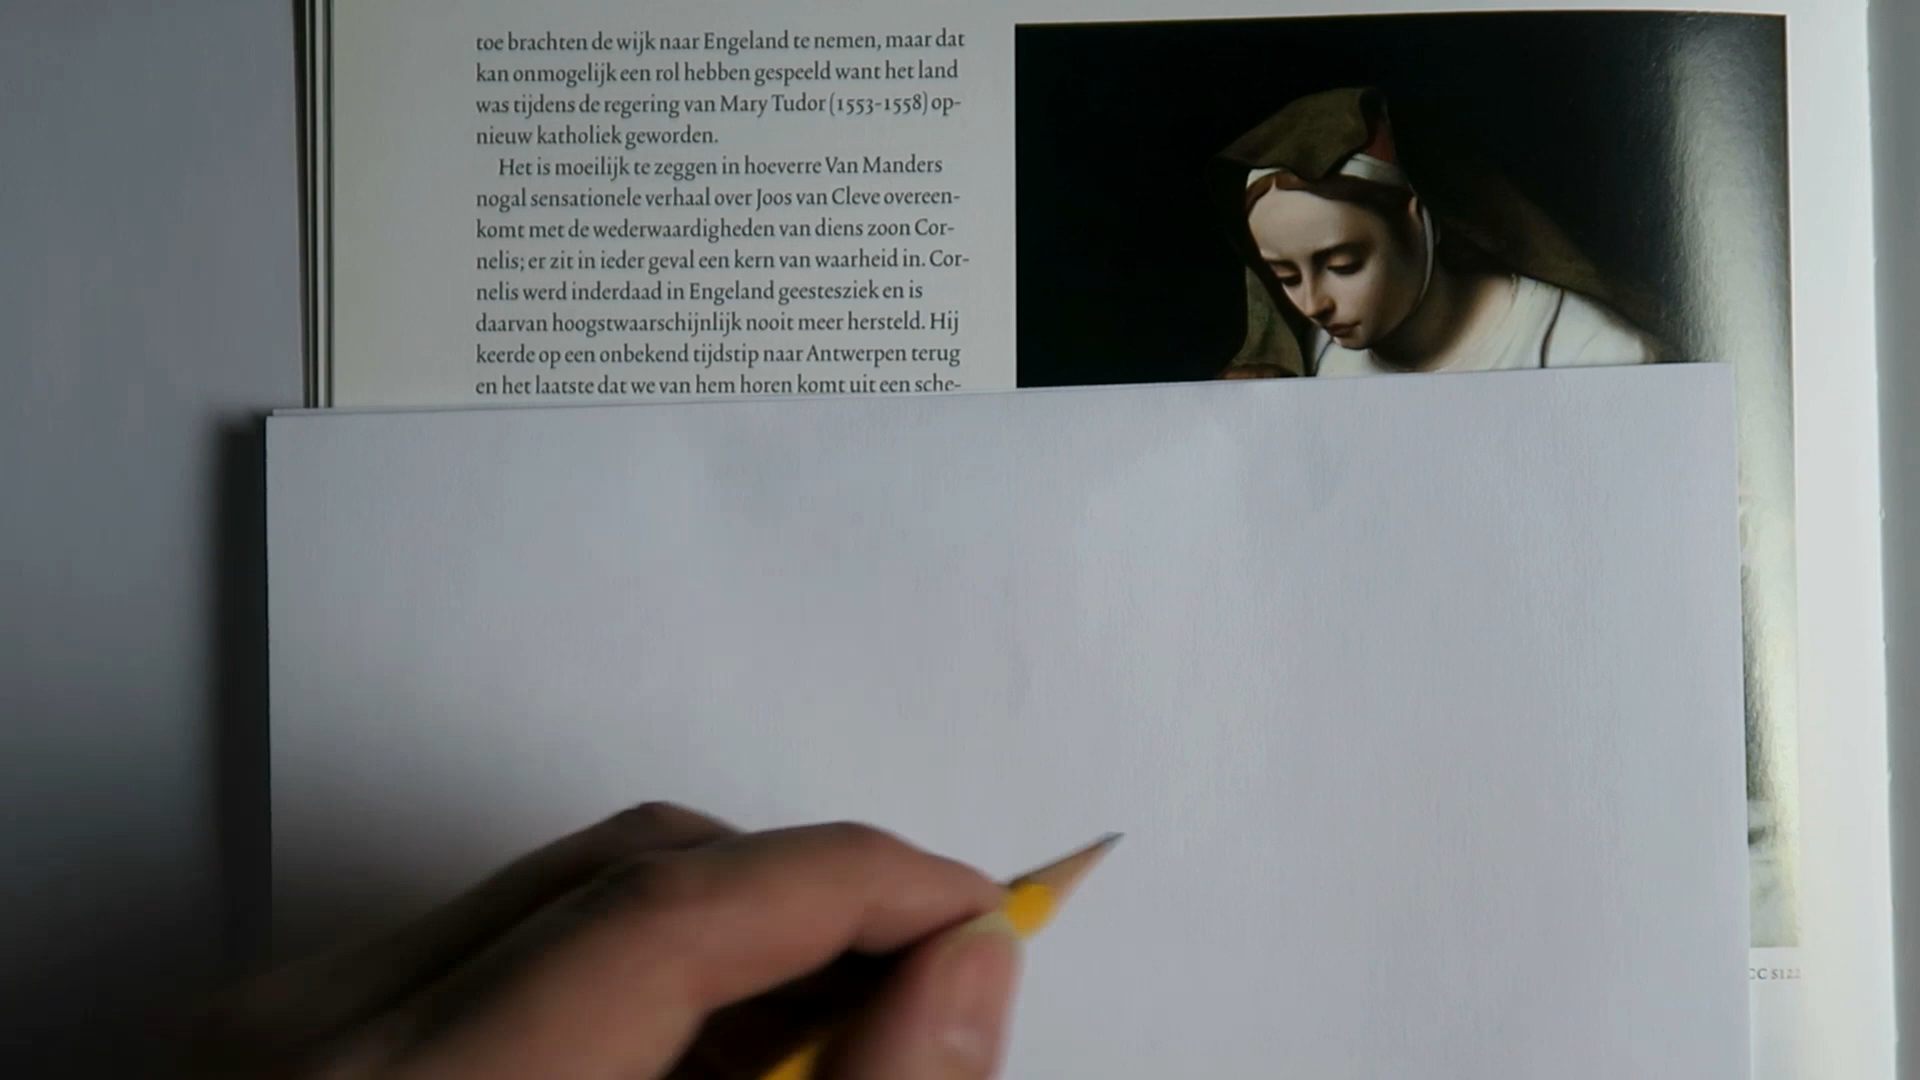 toe brachten de wijk naar Engeland te nemen, maar dat
kan onmogelijk een rol hebben gespeeld want het land
was tijdens de regering van Mary Tudor (1553-1558) op-
nieuw katholiek geworden.
Het is moeilijk te zeggen in hoeverre Van Manders
nogal sensationele verhaal over Joos van Cleve overeen-
komt met de wederwaardigheden van diens zoon Cor-
nelis; er zit in ieder geval een kern van waarheid in. Cor-
nelis werd inderdaad in Engeland geestesziek en is
daarvan hoogstwaarschijnlijk nooit meer hersteld. Hij
keerde op een onbekend tijdstip naar Antwerpen terug
en het laatste dat we van hem horen komt uit een sche-